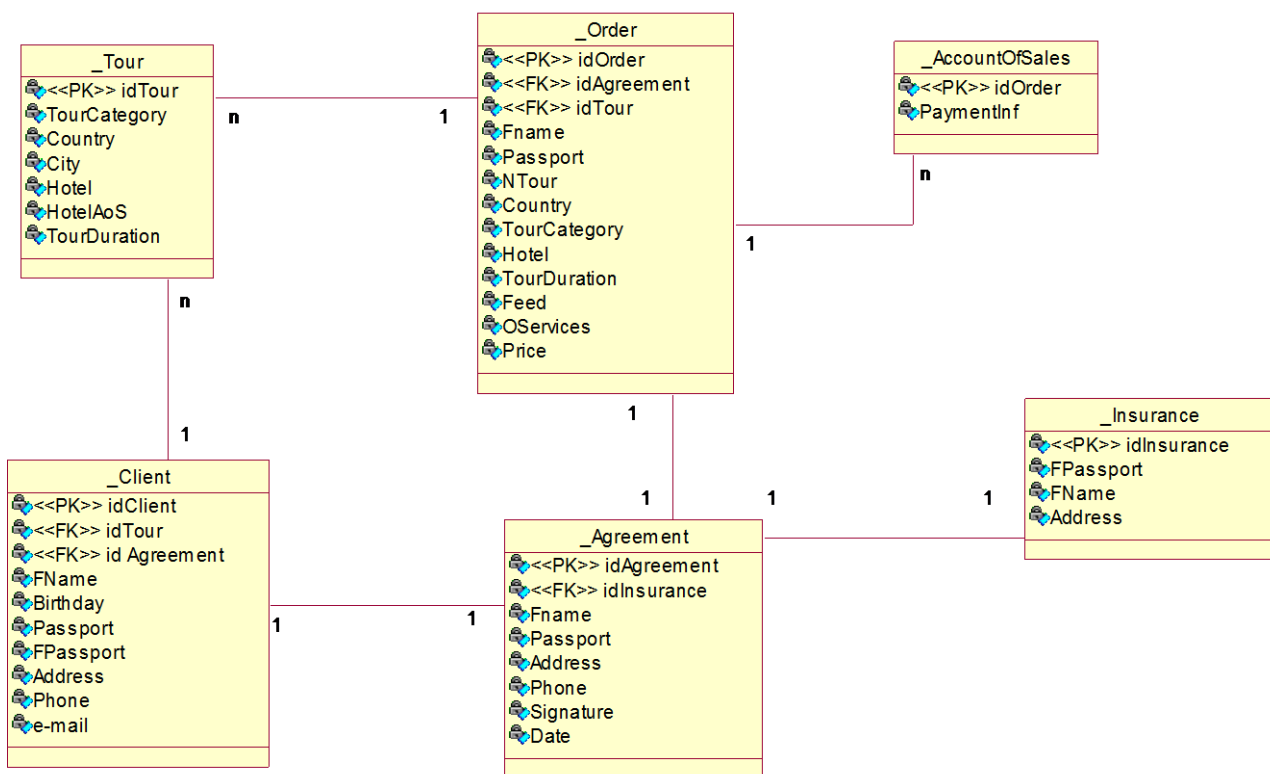 _Tour
<<PK>> idTour
TourCategory
Country
City
Hotel
HotelAoS
TourDuration
n
1
_Order
<<PK>> idOrder
<<FK>> idAgreement
<<FK>> idTour
Fname
Passport
NTour
Country
TourCategory
Hotel
TourDuration
Feed
OServices
Price
_AccountOfSales
<<PK>> idOrder
PaymentInf
n
1
n
1
1
1
_Client
<<PK>> idClient
<<FK>> idTour
<<FK>> id Agreement
FName
Birthday
Passport
FPassport
Address
Phone
e-mail
1
1
_Agreement
<<PK>> idAgreement
<<FK>> idInsurance
Fname
Passport
Address
Phone
Signature
Date
1
1
_Insurance
<<PK>> idInsurance
FPassport
FName
Address